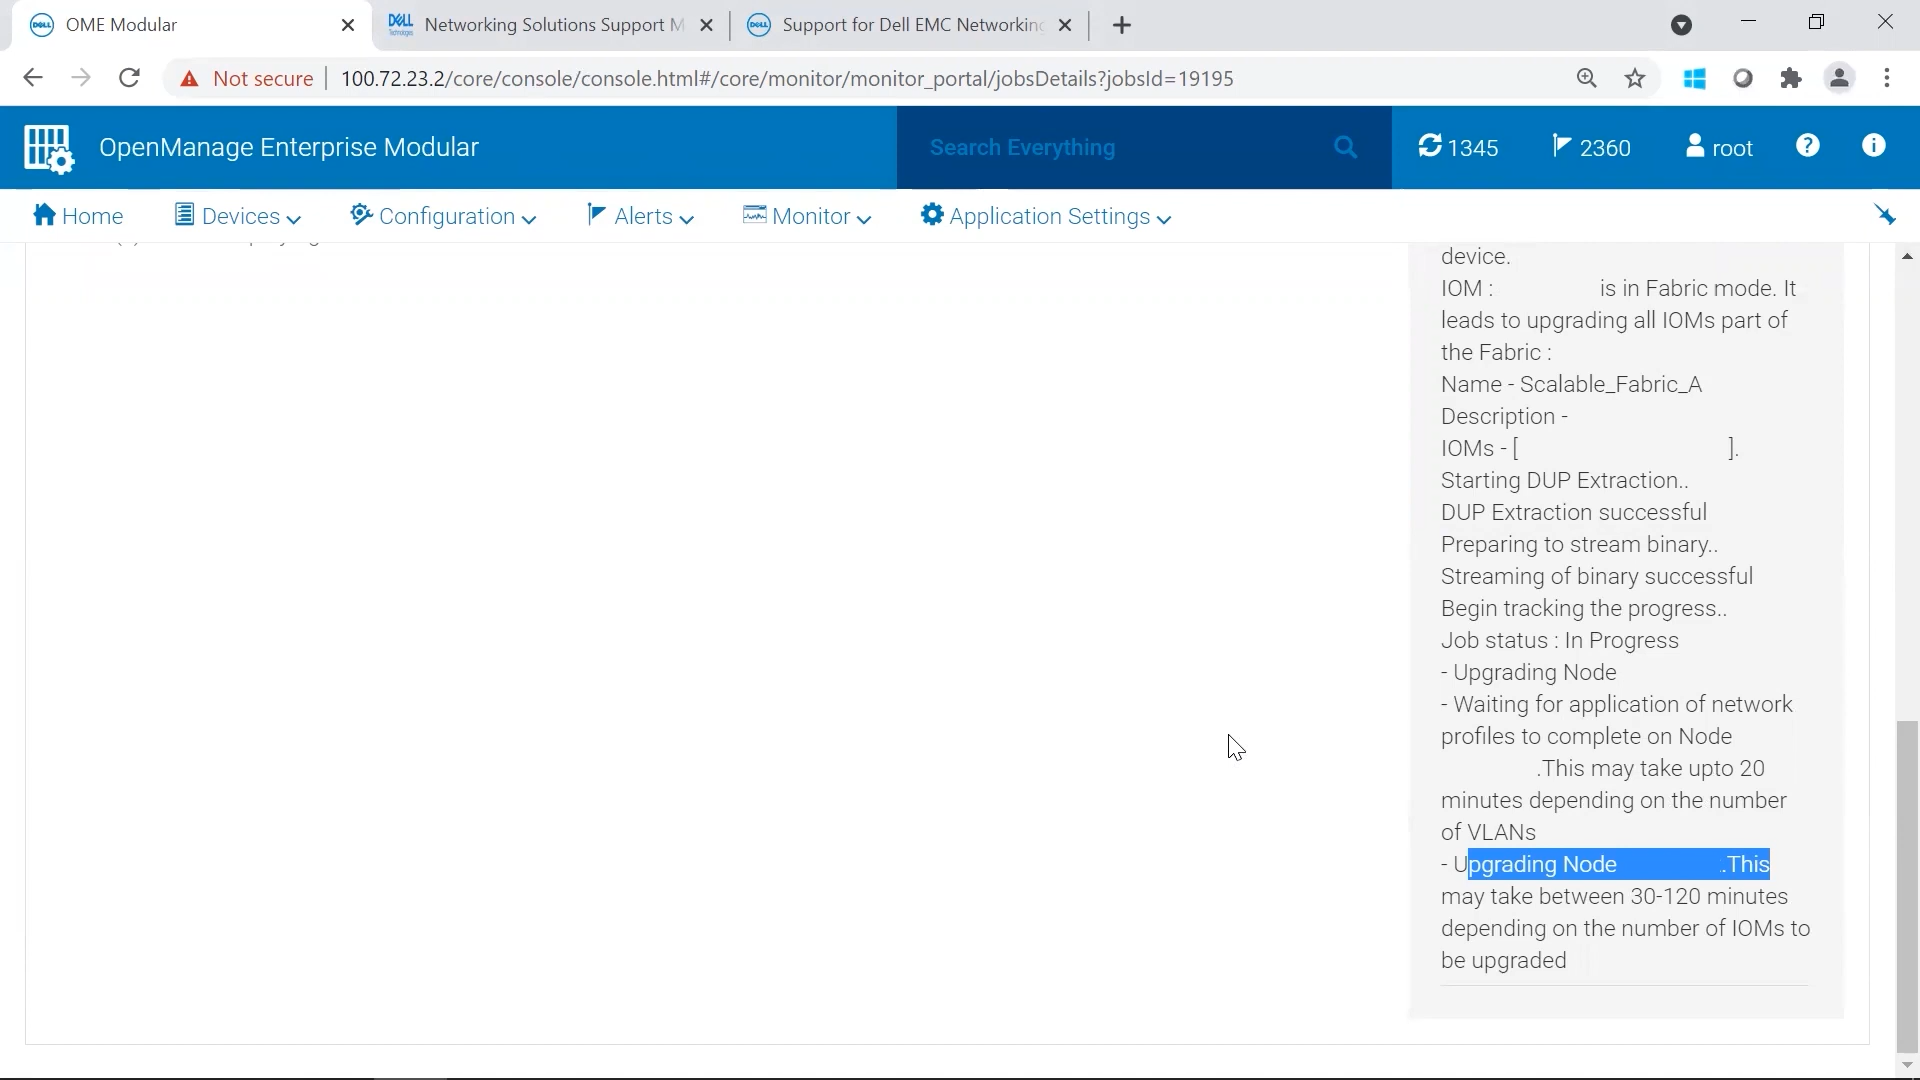 OME Modular
DELL Technologies Networking Solutions Support M
Support for Dell EMC Networking
Not secure
100.72.23.2/core/console/console.html#/core/monitor/monitor_portal/jobsDetails?jobsId=19195
OpenManage Enterprise Modular
Search Everything
1345
2360
root
Home
Devices
Configuration
Alerts
Monitor
Application Settings
device.
IOM : is in Fabric mode. It
leads to upgrading all IOMs part of
the Fabric :
Name - Scalable_Fabric_A
Description -
IOMs - [ ].
Starting DUP Extraction..
DUP Extraction successful
Preparing to stream binary..
Streaming of binary successful
Begin tracking the progress..
Job status : In Progress
- Upgrading Node
- Waiting for application of network
profiles to complete on Node
.This may take upto 20
minutes depending on the number
of VLANs
- Upgrading Node .This
may take between 30-120 minutes
depending on the number of IOMs to
be upgraded